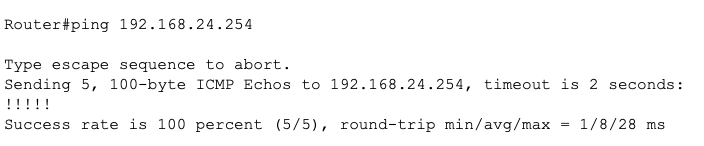 Router#ping 192.168.24.254
Type escape sequence to abort.
Sending 5, 100-byte ICMP Echos to 192.168.24.254, timeout is 2 seconds:
!!!!!
Success rate is 100 percent (5/5), round-trip min/avg/max = 1/8/28 ms